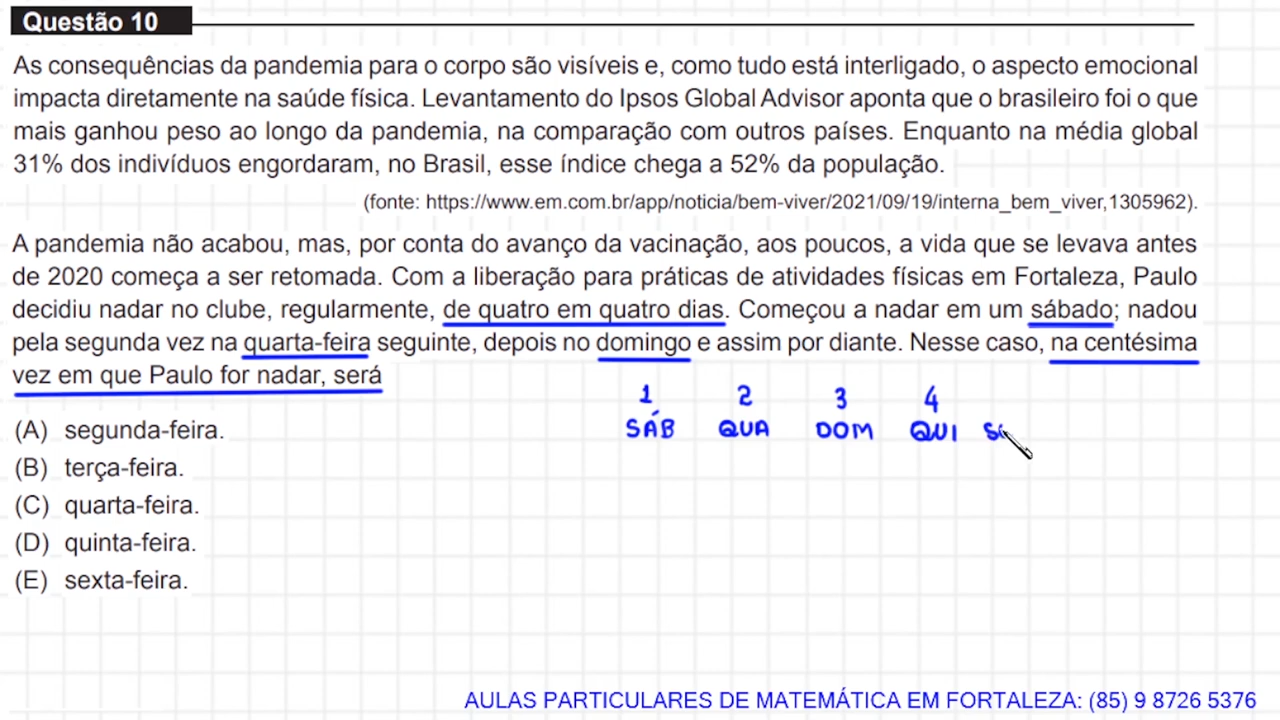 Questão 10
As consequências da pandemia para o corpo são visíveis e, como tudo está interligado, o aspecto emocional
impacta diretamente na saúde física. Levantamento do Ipsos Global Advisor aponta que o brasileiro foi o que
mais ganhou peso ao longo da pandemia, na comparação com outros países. Enquanto na média global
31% dos indivíduos engordaram, no Brasil, esse índice chega a 52% da população.
(fonte: https://www.em.com.br/app/noticia/bem-viver/2021/09/19/interna_bem_viver,1305962).
A pandemia não acabou, mas, por conta do avanço da vacinação, aos poucos, a vida que se levava antes
de 2020 começa a ser retomada. Com a liberação para práticas de atividades físicas em Fortaleza, Paulo
decidiu nadar no clube, regularmente, de quatro em quatro dias. Começou a nadar em um sábado; nadou
pela segunda vez na quarta-feira seguinte, depois no domingo e assim por diante. Nesse caso, na centésima
vez em que Paulo for nadar, será
1 2 3 4
SÁB QUA DOM QUI
(A) segunda-feira.
(B) terça-feira.
(C) quarta-feira.
(D) quinta-feira.
(E) sexta-feira.
AULAS PARTICULARES DE MATEMÁTICA EM FORTALEZA: (85) 9 8726 5376